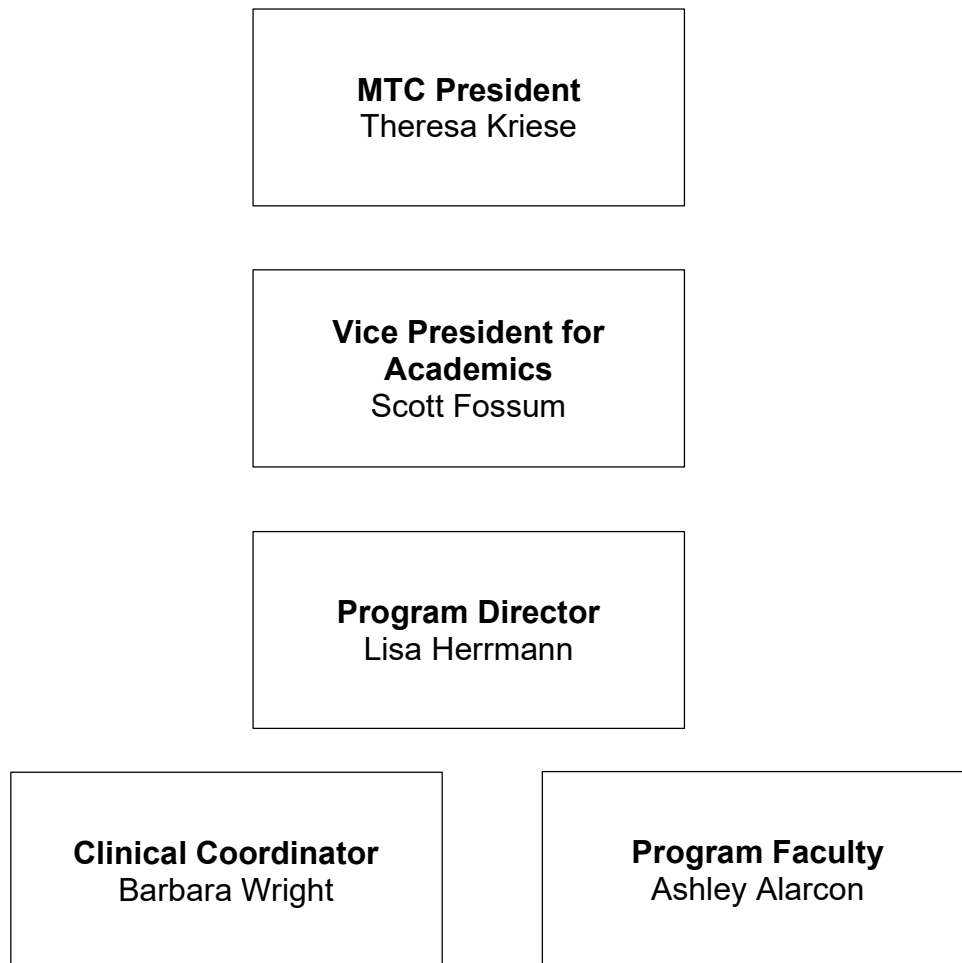 MTC President
Theresa Kriese
Vice President for
Academics
Scott Fossum
Program Director
Lisa Herrmann
Clinical Coordinator
Barbara Wright
Program Faculty
Ashley Alarcon